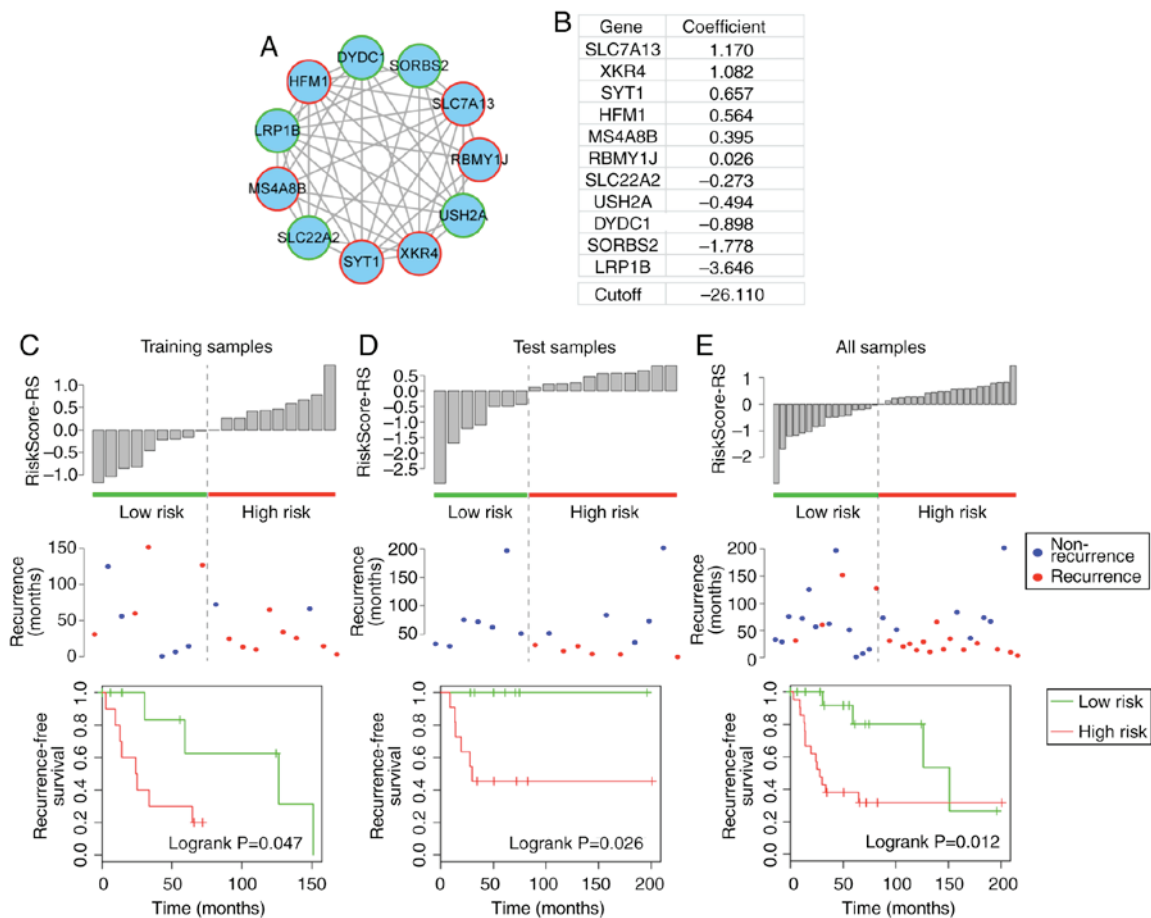 A
DYDC1
SORBS2
HFM1
SLC7A13
LRP1B
RBMY1J
MS4A8B
USH2A
SLC22A2
XKR4
SYT1
B
Gene Coefficient
SLC7A13 1.170
XKR4 1.082
SYT1 0.657
HFM1 0.564
MS4A8B 0.395
RBMY1J 0.026
SLC22A2 −0.273
USH2A −0.494
DYDC1 −0.898
SORBS2 −1.778
LRP1B −3.646
Cutoff −26.110
C
Training samples
RiskScore-RS
1.0
0.5
0.0
−0.5
−1.0
Low risk High risk
Recurrence
(months)
150
100
50
0
Recurrence-free
survival
1.0
0.8
0.6
0.4
0.2
0.0
Logrank P=0.047
0 50 100 150
Time (months)
D
Test samples
RiskScore-RS
0.5
0.0
−0.5
−1.0
−1.5
−2.0
−2.5
Low risk High risk
Recurrence
(months)
200
150
100
50
Recurrence-free
survival
1.0
0.8
0.6
0.4
0.2
0.0
Logrank P=0.026
0 50 100 150 200
Time (months)
E
All samples
RiskScore-RS
1
0
−1
−2
Low risk High risk
Recurrence
(months)
200
150
100
50
0
Non-
recurrence
Recurrence
Recurrence-free
survival
1.0
0.8
0.6
0.4
0.2
0.0
Logrank P=0.012
0 50 100 150 200
Time (months)
Low risk
High risk